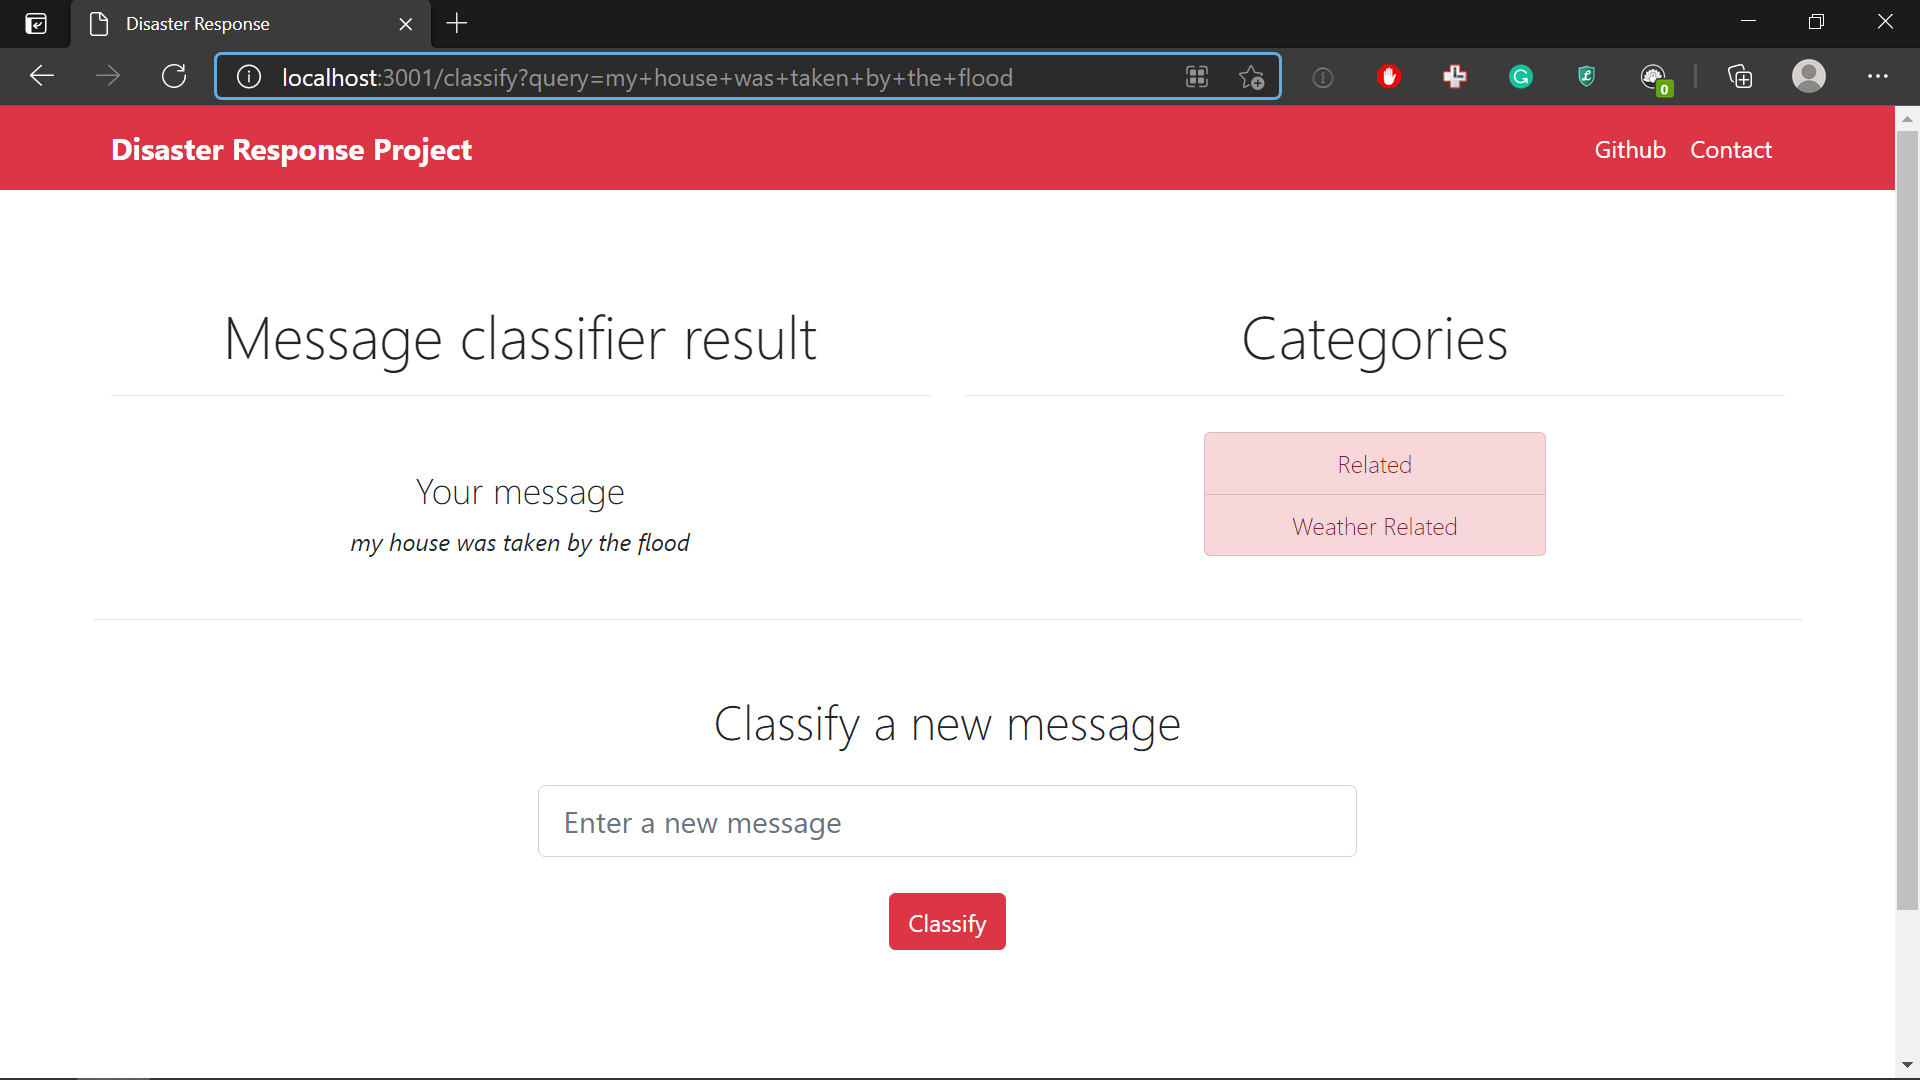 Disaster Response
localhost:3001/classify?query=my+house+was+taken+by+the+flood
0
Disaster Response Project
Github
Contact
Message classifier result
Categories
Your message
my house was taken by the flood
Related
Weather Related
Classify a new message
Enter a new message
Classify